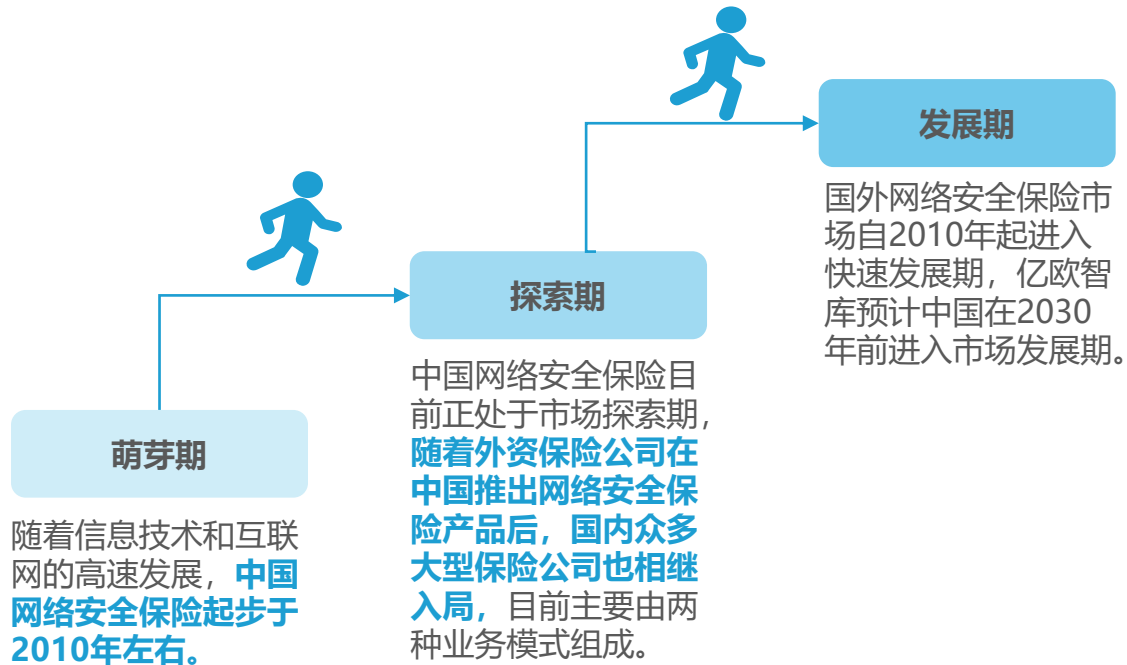 萌芽期
随着信息技术和互联
网的高速发展，中国
网络安全保险起步于
2010年左右。
探索期
中国网络安全保险目
前正处于市场探索期，
随着外资保险公司在
中国推出网络安全保
险产品后，国内众多
大型保险公司也相继
入局，目前主要由两
种业务模式组成。
发展期
国外网络安全保险市
场自2010年起进入
快速发展期，亿欧智
库预计中国在2030
年前进入市场发展期。